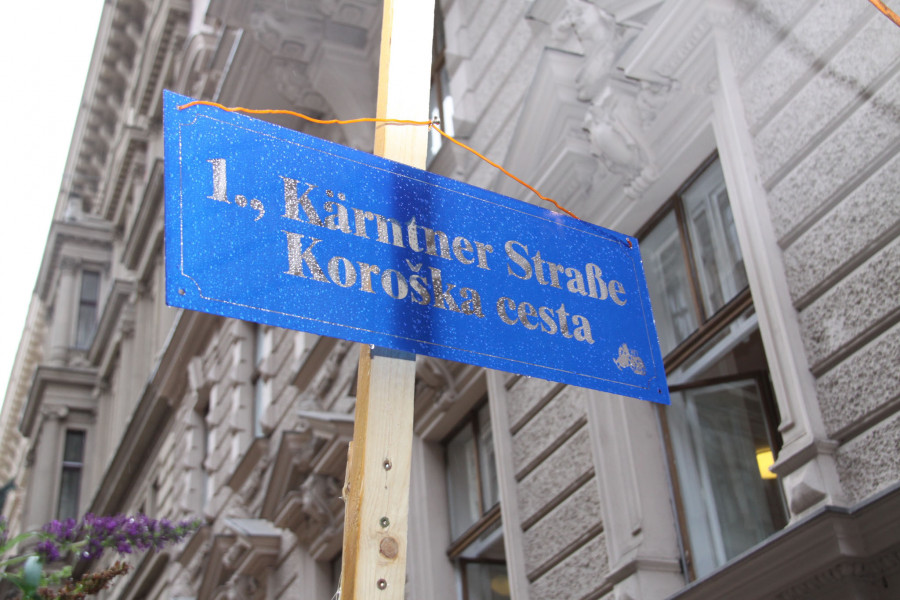 1., Kärntner Straße
Koroška cesta